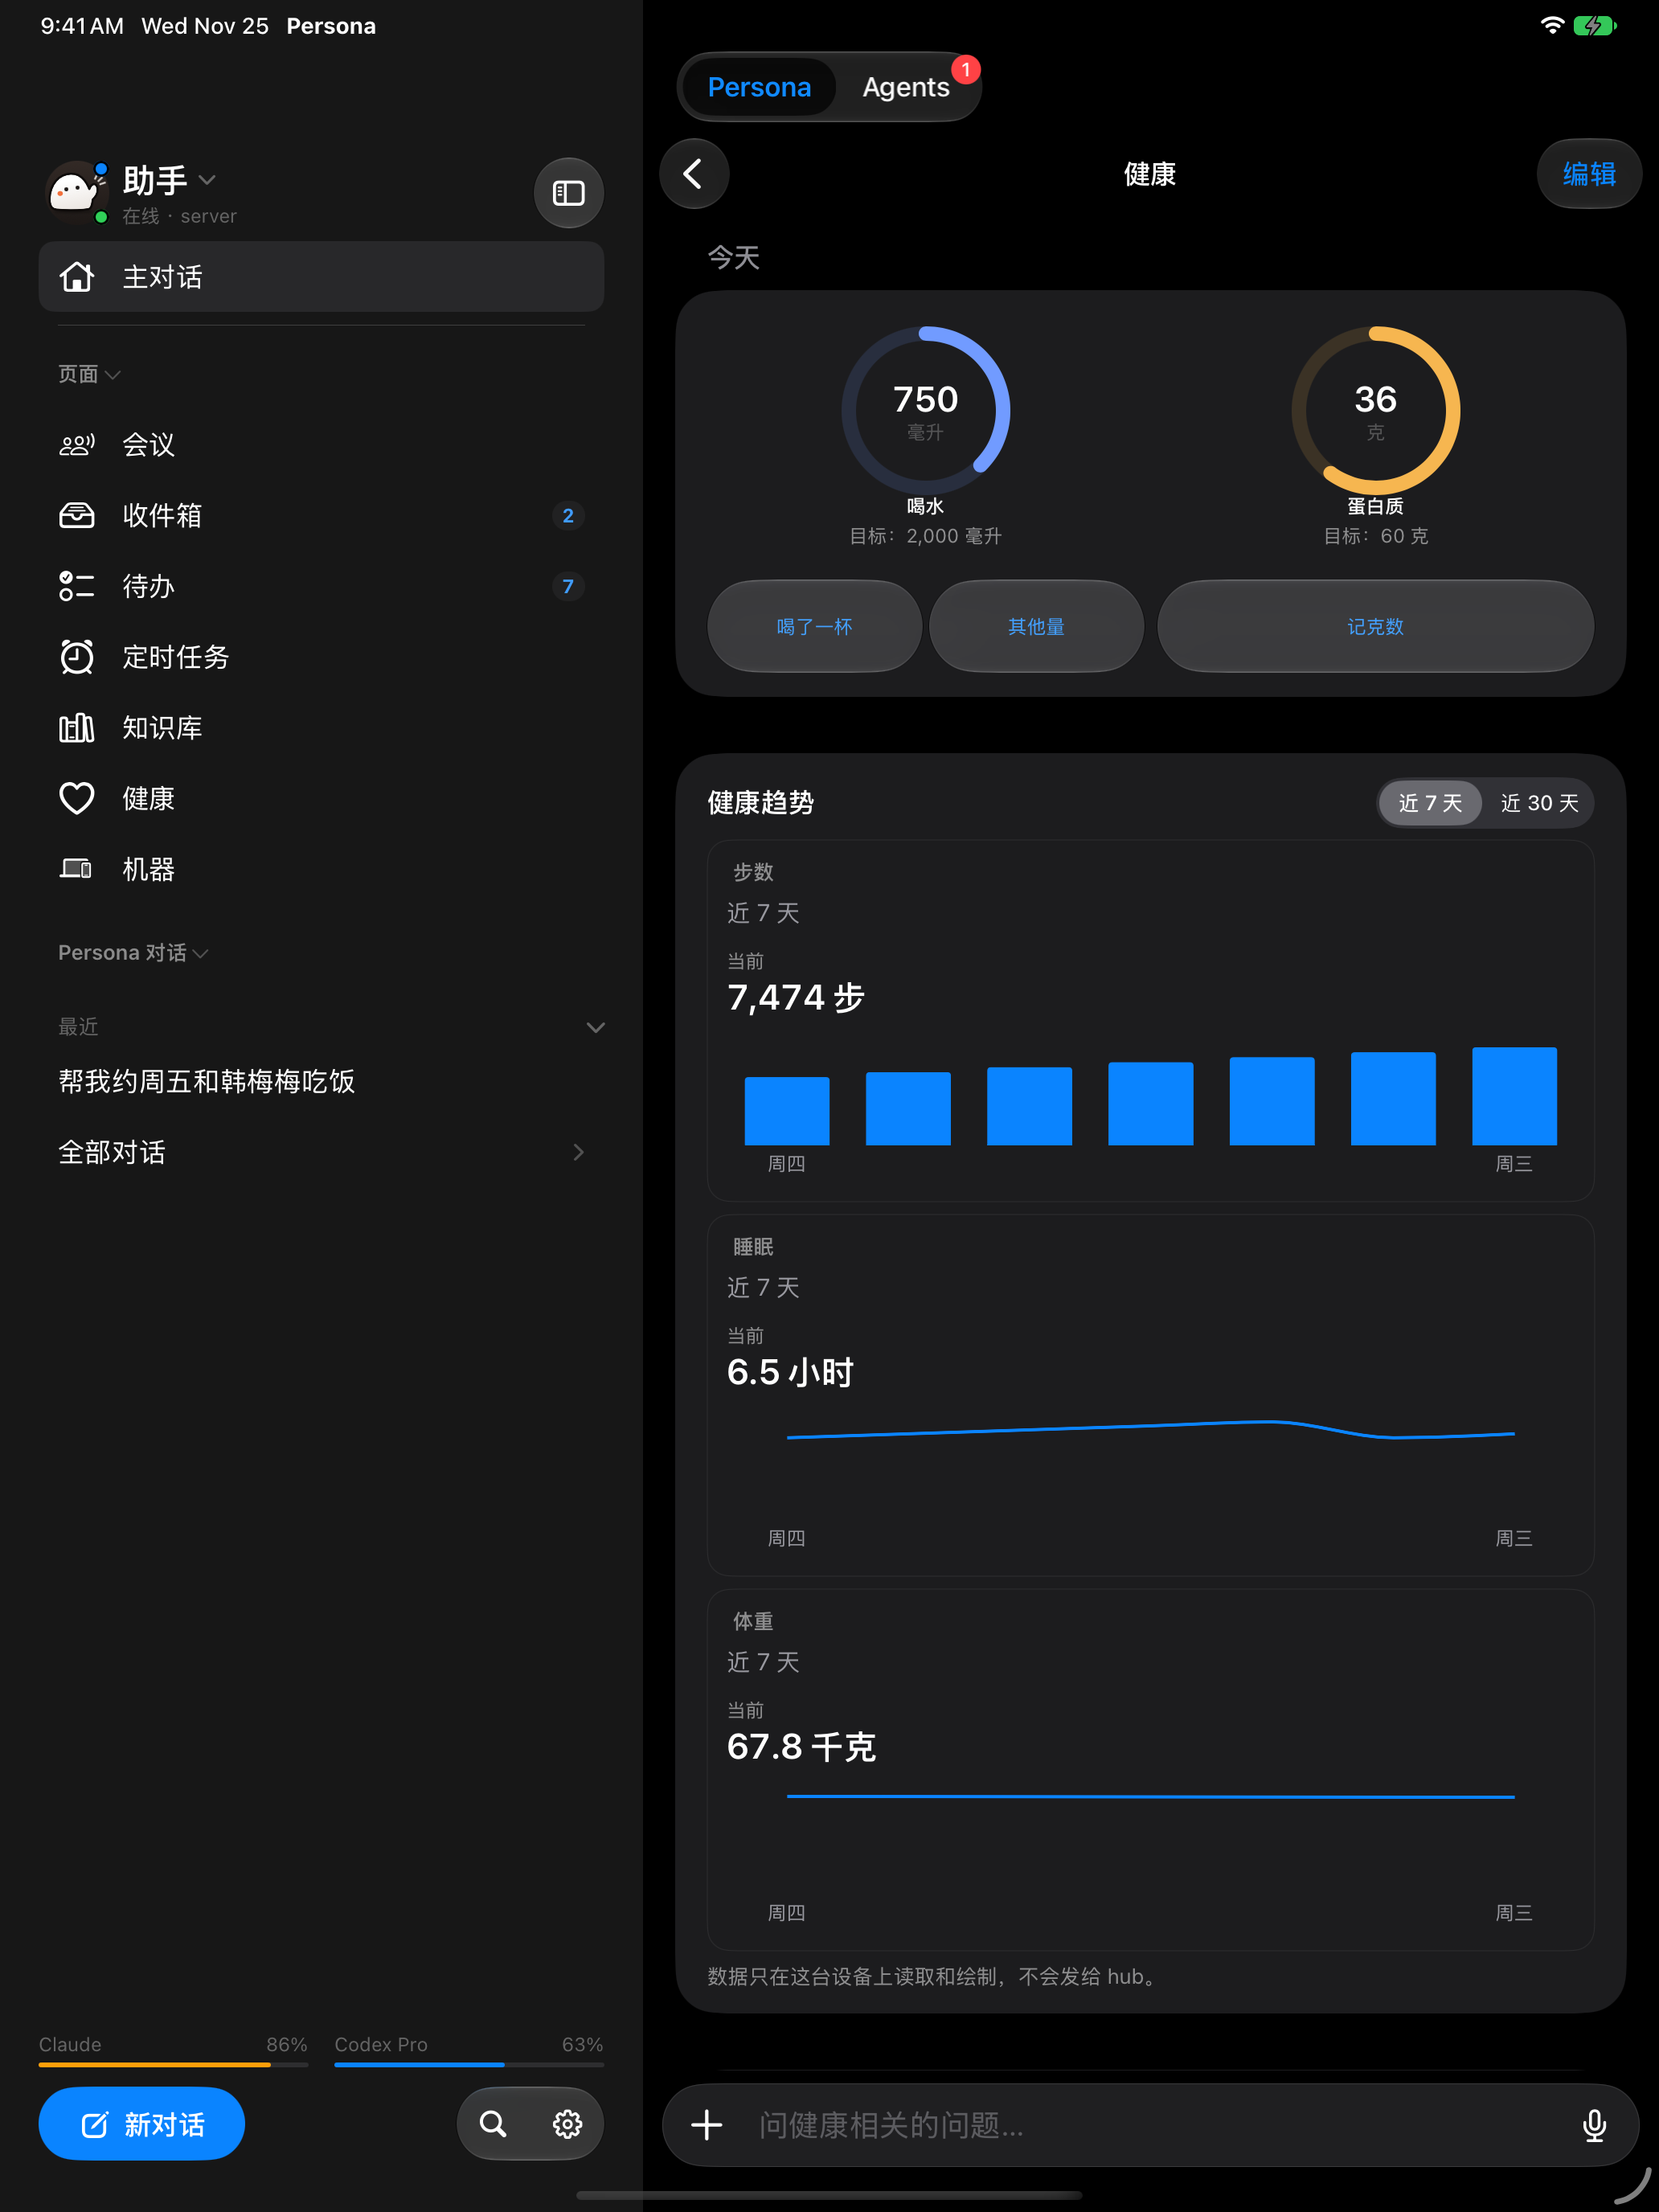 9:41 AM Wed Nov 25 Persona
助手
在线 · server
主对话
页面
会议
收件箱 2
待办 7
定时任务
知识库
健康
机器
Persona 对话
最近
帮我约周五和韩梅梅吃饭
全部对话
Claude 86% Codex Pro 63%
新对话
Persona Agents 1
健康 编辑
今天
750 36
毫升 克
喝水 蛋白质
目标：2,000 毫升 目标：60 克
喝了一杯 其他量 记克数
健康趋势 近 7 天 近 30 天
步数
近 7 天
当前
7,474 步
周四 周三
睡眠
近 7 天
当前
6.5 小时
周四 周三
体重
近 7 天
当前
67.8 千克
周四 周三
数据只在这台设备上读取和绘制，不会发给 hub。
问健康相关的问题...